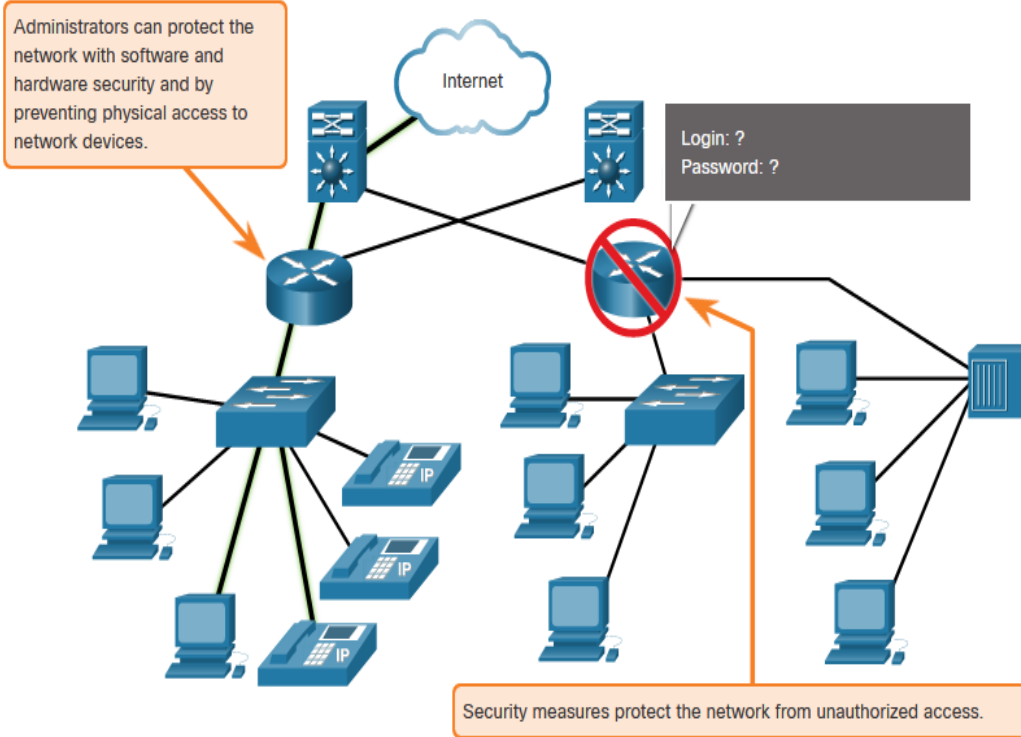 Administrators can protect the
network with software and
hardware security and by
preventing physical access to
network devices.
Internet
Login: ?
Password: ?
IP
IP
IP
Security measures protect the network from unauthorized access.